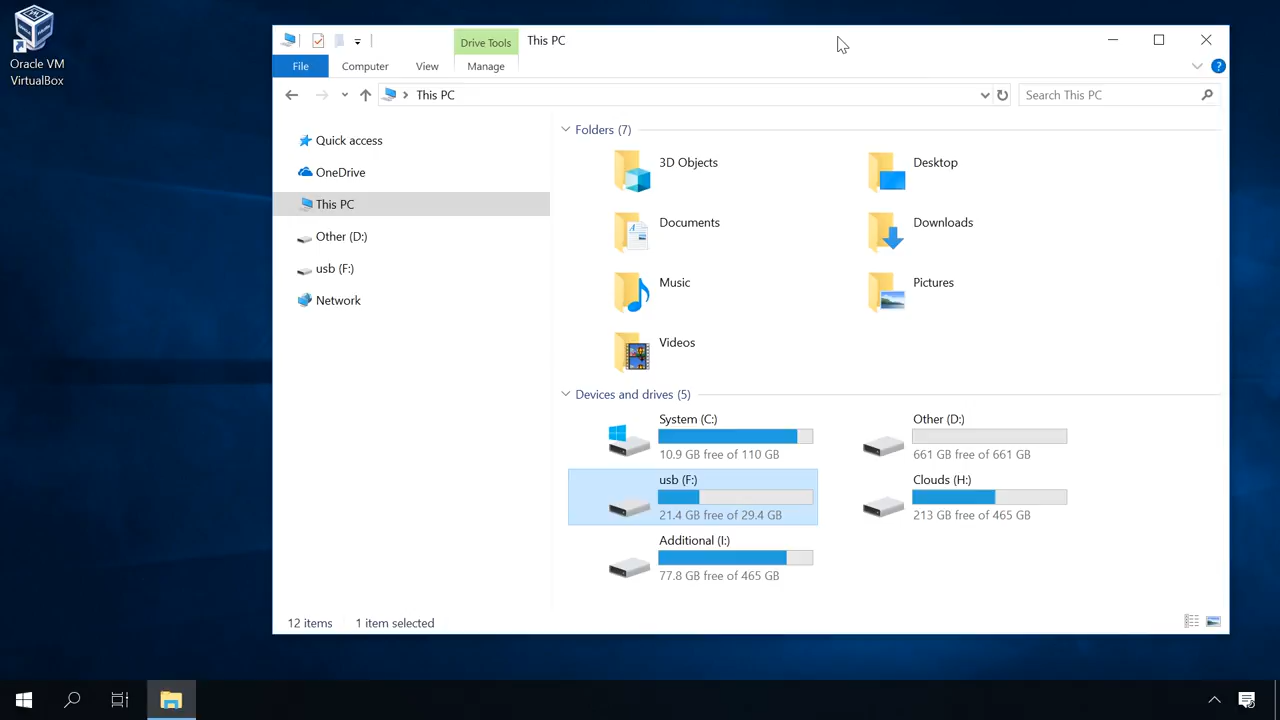 Oracle VM
VirtualBox
Drive Tools
This PC
File
Computer
View
Manage
This PC
Search This PC
Quick access
OneDrive
This PC
Other (D:)
usb (F:)
Network
Folders (7)
3D Objects
Desktop
Documents
Downloads
Music
Pictures
Videos
Devices and drives (5)
System (C:)
10.9 GB free of 110 GB
Other (D:)
661 GB free of 661 GB
usb (F:)
21.4 GB free of 29.4 GB
Clouds (H:)
213 GB free of 465 GB
Additional (I:)
77.8 GB free of 465 GB
12 items
1 item selected